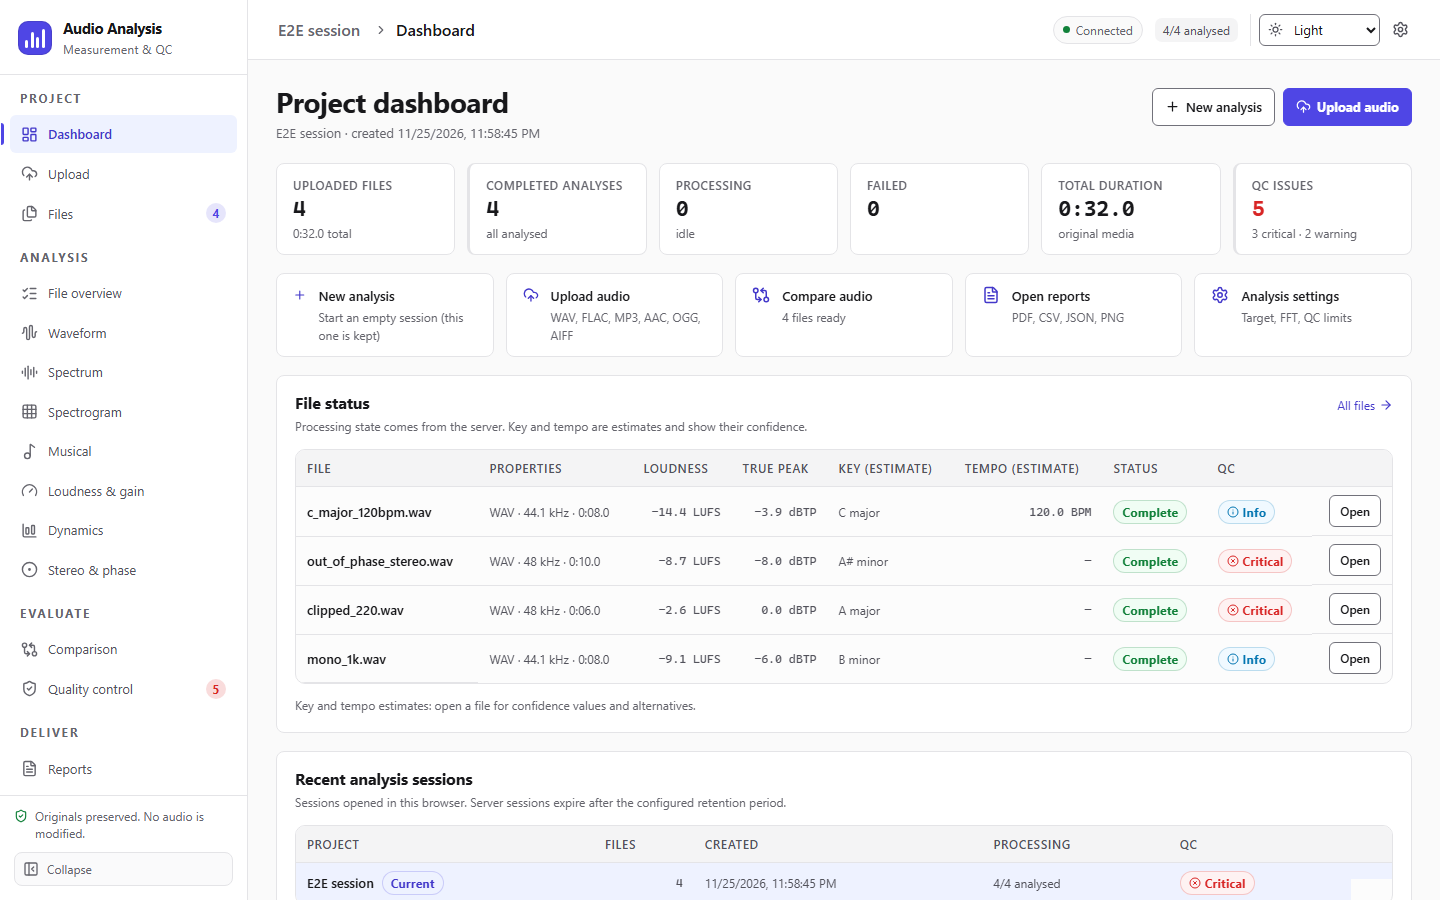 Audio Analysis
Measurement & QC
PROJECT
Dashboard
Upload
Files 4
ANALYSIS
File overview
Waveform
Spectrum
Spectrogram
Musical
Loudness & gain
Dynamics
Stereo & phase
EVALUATE
Comparison
Quality control 5
DELIVER
Reports
Originals preserved. No audio is
modified.
Collapse
E2E session > Dashboard
Connected
4/4 analysed
Light
Project dashboard
E2E session · created 11/25/2026, 11:58:45 PM
+ New analysis
Upload audio
UPLOADED FILES
4
0:32.0 total
COMPLETED ANALYSES
4
all analysed
PROCESSING
0
idle
FAILED
0
TOTAL DURATION
0:32.0
original media
QC ISSUES
5
3 critical · 2 warning
New analysis
Start an empty session (this
one is kept)
Upload audio
WAV, FLAC, MP3, AAC, OGG,
AIFF
Compare audio
4 files ready
Open reports
PDF, CSV, JSON, PNG
Analysis settings
Target, FFT, QC limits
File status
All files →
Processing state comes from the server. Key and tempo are estimates and show their confidence.
FILE PROPERTIES LOUDNESS TRUE PEAK KEY (ESTIMATE) TEMPO (ESTIMATE) STATUS QC
c_major_120bpm.wav WAV · 44.1 kHz · 0:08.0 −14.4 LUFS −3.9 dBTP C major 120.0 BPM Complete Info Open
out_of_phase_stereo.wav WAV · 48 kHz · 0:10.0 −8.7 LUFS −8.0 dBTP A# minor – Complete Critical Open
clipped_220.wav WAV · 48 kHz · 0:06.0 −2.6 LUFS 0.0 dBTP A major – Complete Critical Open
mono_1k.wav WAV · 44.1 kHz · 0:08.0 −9.1 LUFS −6.0 dBTP B minor – Complete Info Open
Key and tempo estimates: open a file for confidence values and alternatives.
Recent analysis sessions
Sessions opened in this browser. Server sessions expire after the configured retention period.
PROJECT FILES CREATED PROCESSING QC
E2E session Current 4 11/25/2026, 11:58:45 PM 4/4 analysed Critical